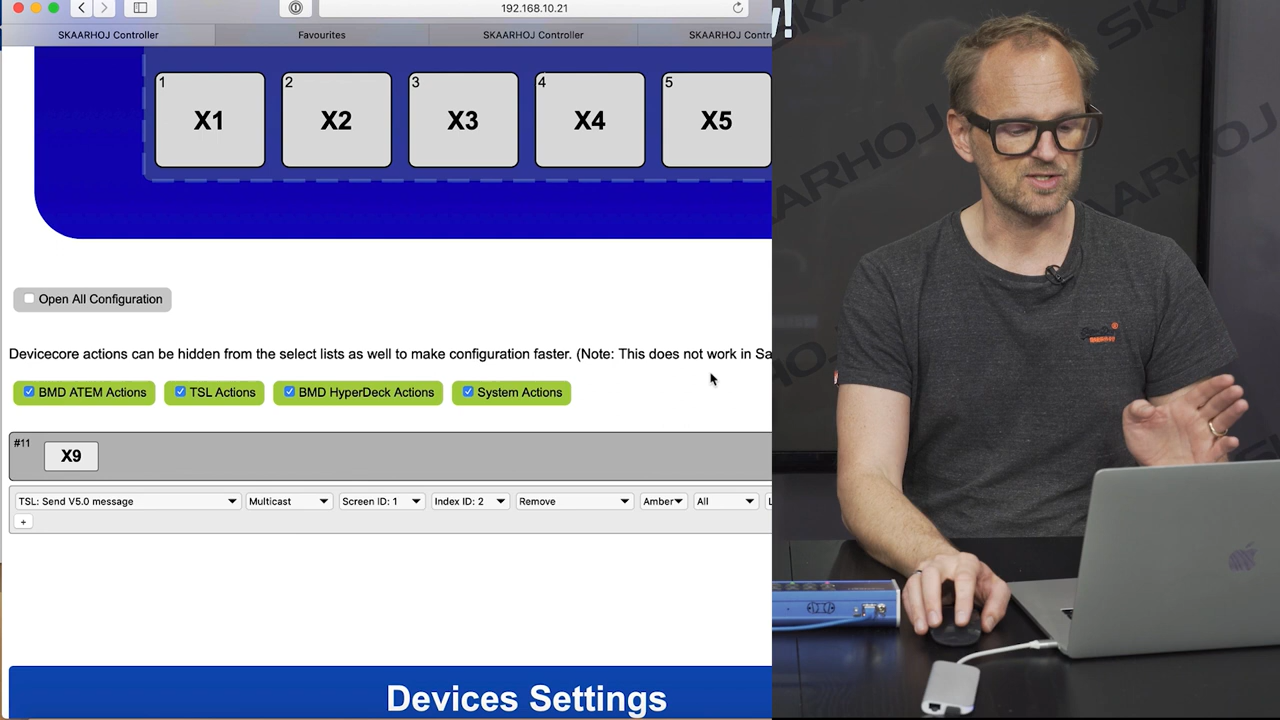 192.168.10.21
!
SKAARHOJ Controller
Favourites
SKAARHOJ Controller
SKAARHOJ Contr
1
X1
2
X2
3
X3
4
X4
5
X5
Open All Configuration
Devicecore actions can be hidden from the select lists as well to make configuration faster. (Note: This does not work in Sa
BMD ATEM Actions
TSL Actions
BMD HyperDeck Actions
System Actions
#11
X9
TSL: Send V5.0 message
Multicast
Screen ID: 1
Index ID: 2
Remove
Amber
All
+
Devices Settings
SKAARHOJ
SKAARHOJ
SKAARHOJ